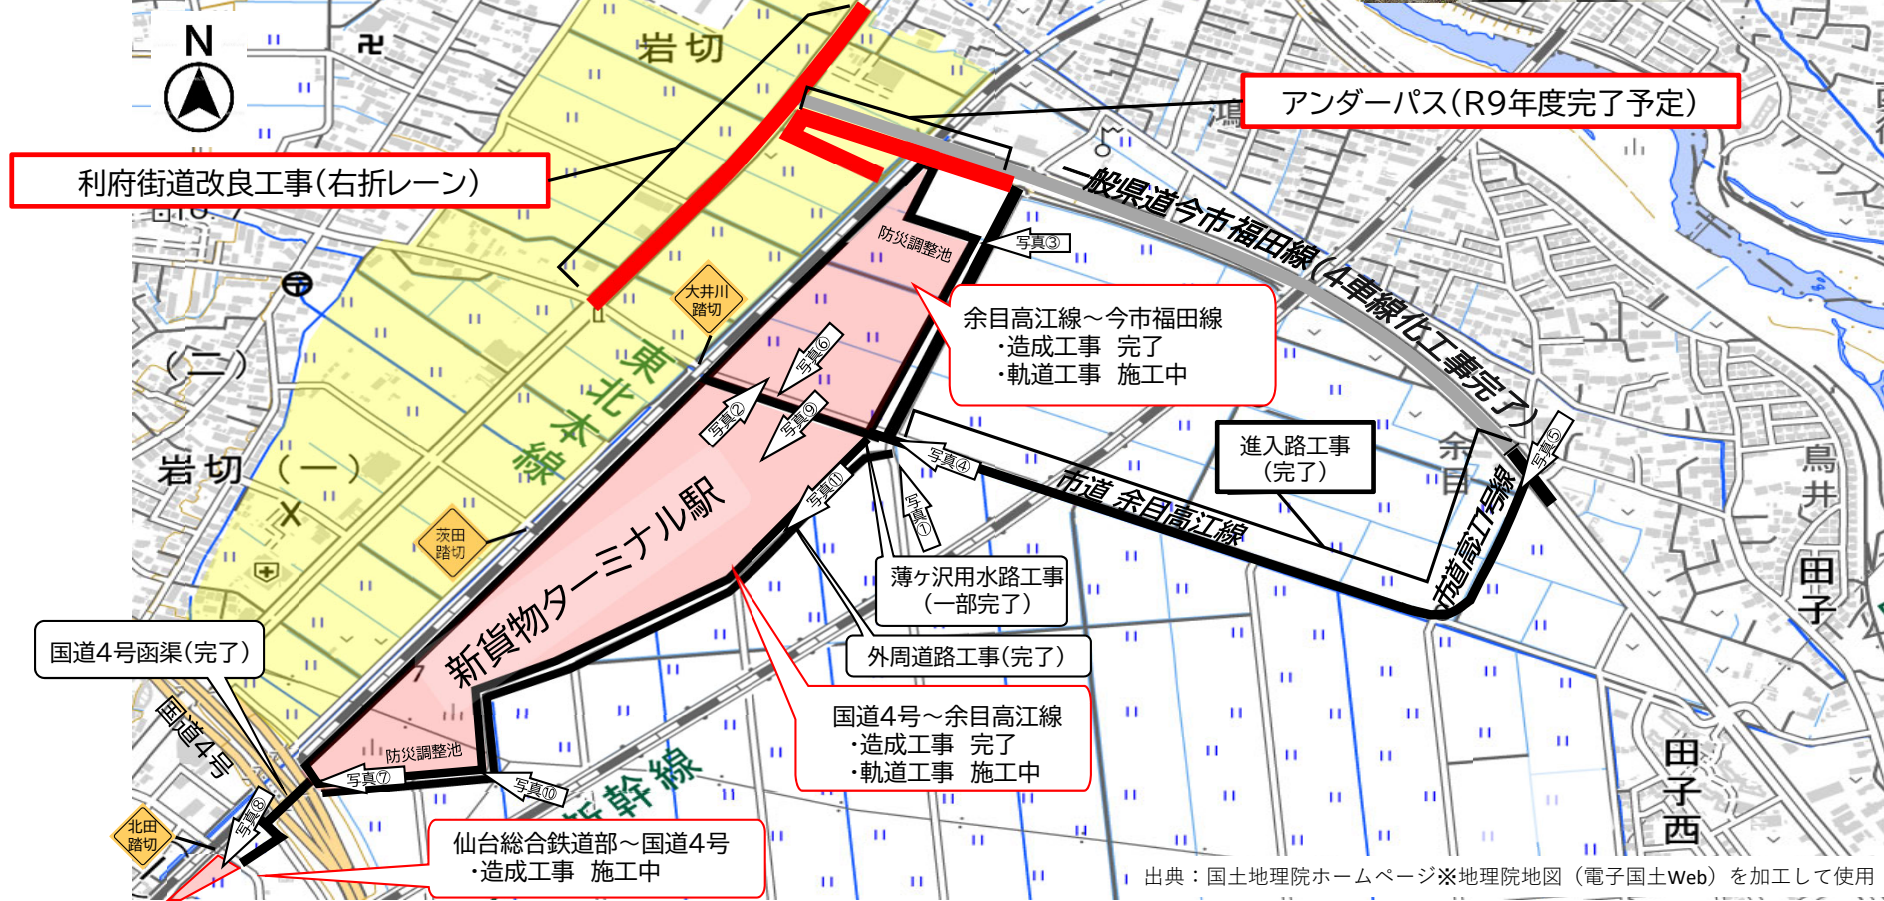 N
岩切
アンダーパス(R9年度完了予定)
鴻
利府街道改良工事(右折レーン)
一般県道今市福田線(4車線化工事完了)
防災調整池
写真③
大井川
踏切
余目高江線～今市福田線
・造成工事 完了
・軌道工事 施工中
写真⑥
東北本線
(二)
写真②
写真⑨
進入路工事
(完了)
余目
写真⑤
鳥井
岩切 (一)
写真④
市道 余目高江線
市道高江1号線
写真⑪
写真①
茨田
踏切
新貨物ターミナル駅
薄ヶ沢用水路工事
(一部完了)
田子
国道4号函渠(完了)
外周道路工事(完了)
国道4号
国道4号～余目高江線
・造成工事 完了
・軌道工事 施工中
防災調整池
写真⑦
写真⑩
新幹線
田子西
写真⑧
北田
踏切
仙台総合鉄道部～国道4号
・造成工事 施工中
出典：国土地理院ホームページ※地理院地図（電子国土Web）を加工して使用